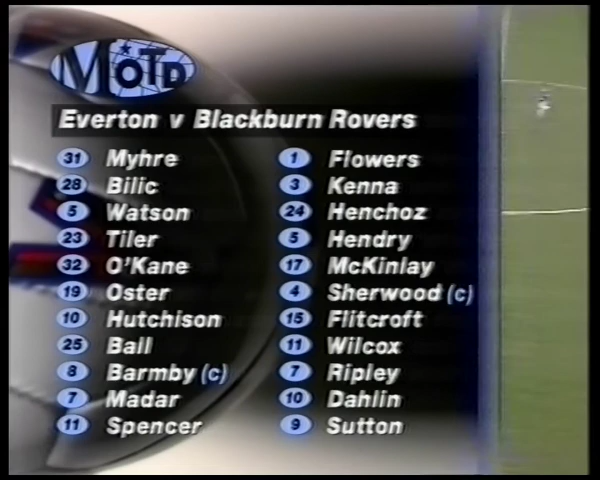 MOTD
Everton v Blackburn Rovers
31 Myhre 1 Flowers
28 Bilic 3 Kenna
5 Watson 24 Henchoz
23 Tiler 5 Hendry
32 O'Kane 17 McKinlay
19 Oster 4 Sherwood (c)
10 Hutchison 15 Flitcroft
25 Ball 11 Wilcox
8 Barmby (c) 7 Ripley
7 Madar 10 Dahlin
11 Spencer 9 Sutton